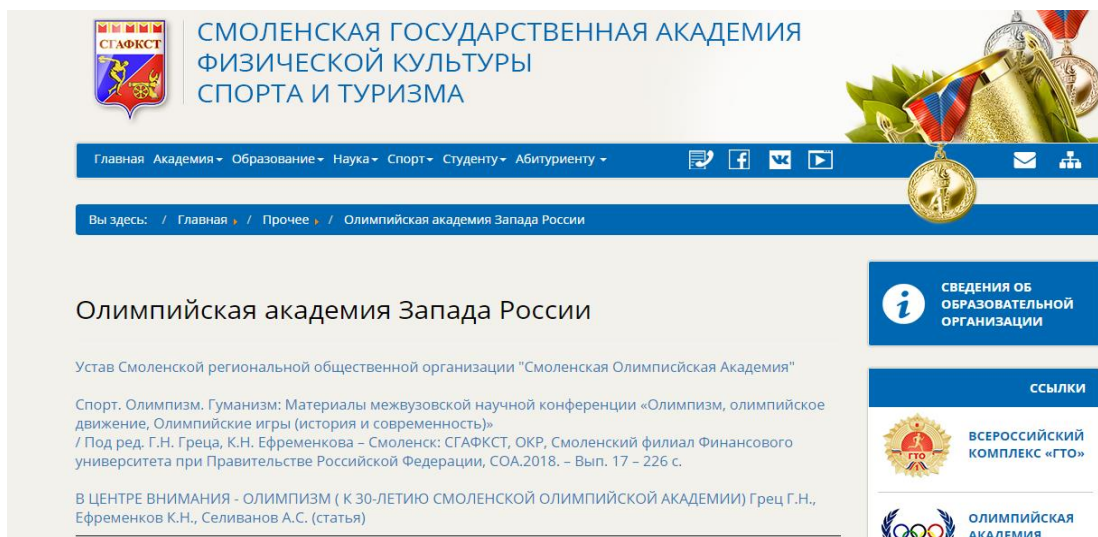 СГАФКСТ
СМОЛЕНСКАЯ ГОСУДАРСТВЕННАЯ АКАДЕМИЯ
ФИЗИЧЕСКОЙ КУЛЬТУРЫ
СПОРТА И ТУРИЗМА
Главная Академия Образование Наука Спорт Студенту Абитуриенту
Вы здесь: / Главная / Прочее / Олимпийская академия Запада России
Олимпийская академия Запада России
Устав Смоленской региональной общественной организации "Смоленская Олимписйская Академия"
Спорт. Олимпизм. Гуманизм: Материалы межвузовской научной конференции «Олимпизм, олимпийское
движение, Олимпийские игры (история и современность)»
/ Под ред. Г.Н. Греца, К.Н. Ефременкова – Смоленск: СГАФКСТ, ОКР, Смоленский филиал Финансового
университета при Правительстве Российской Федерации, СОА.2018. – Вып. 17 – 226 с.
В ЦЕНТРЕ ВНИМАНИЯ - ОЛИМПИЗМ ( К 30-ЛЕТИЮ СМОЛЕНСКОЙ ОЛИМПИЙСКОЙ АКАДЕМИИ) Грец Г.Н.,
Ефременков К.Н., Селиванов А.С. (статья)
СВЕДЕНИЯ ОБ
ОБРАЗОВАТЕЛЬНОЙ
ОРГАНИЗАЦИИ
ССЫЛКИ
ГТО
ВСЕРОССИЙСКИЙ
КОМПЛЕКС «ГТО»
ОЛИМПИЙСКАЯ
АКАДЕМИЯ